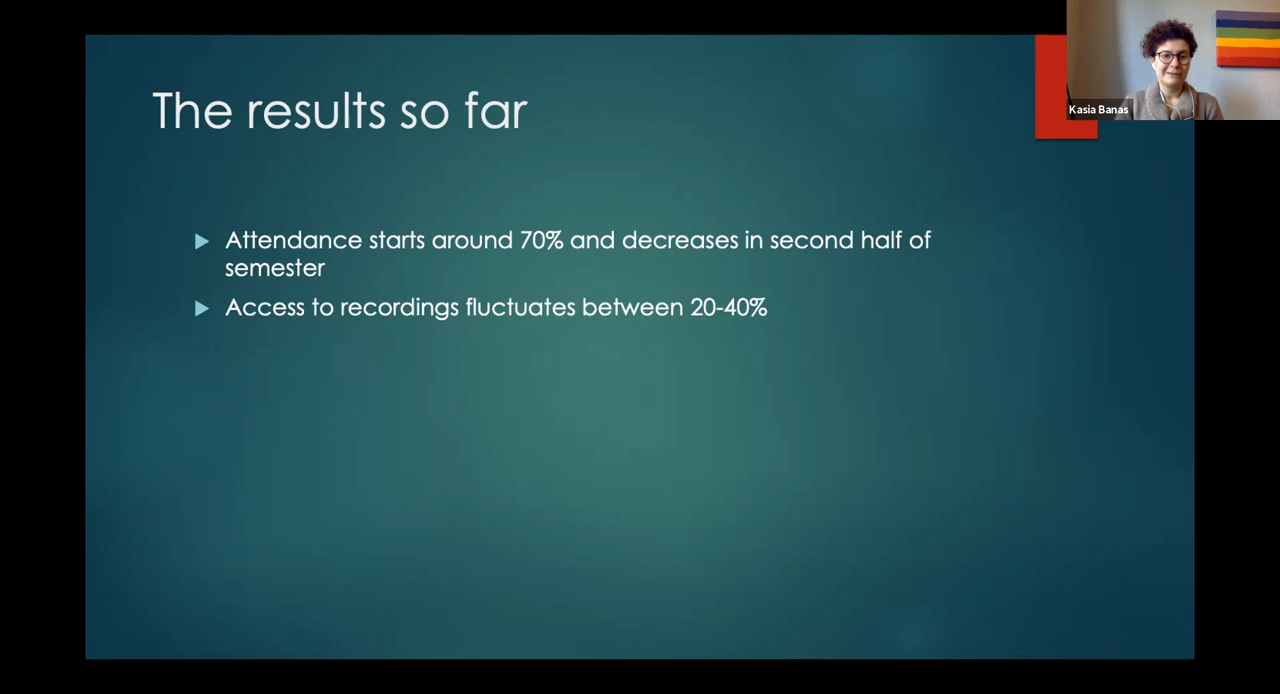 The results so far
Attendance starts around 70% and decreases in second half of
semester
Access to recordings fluctuates between 20-40%
Kasia Banas